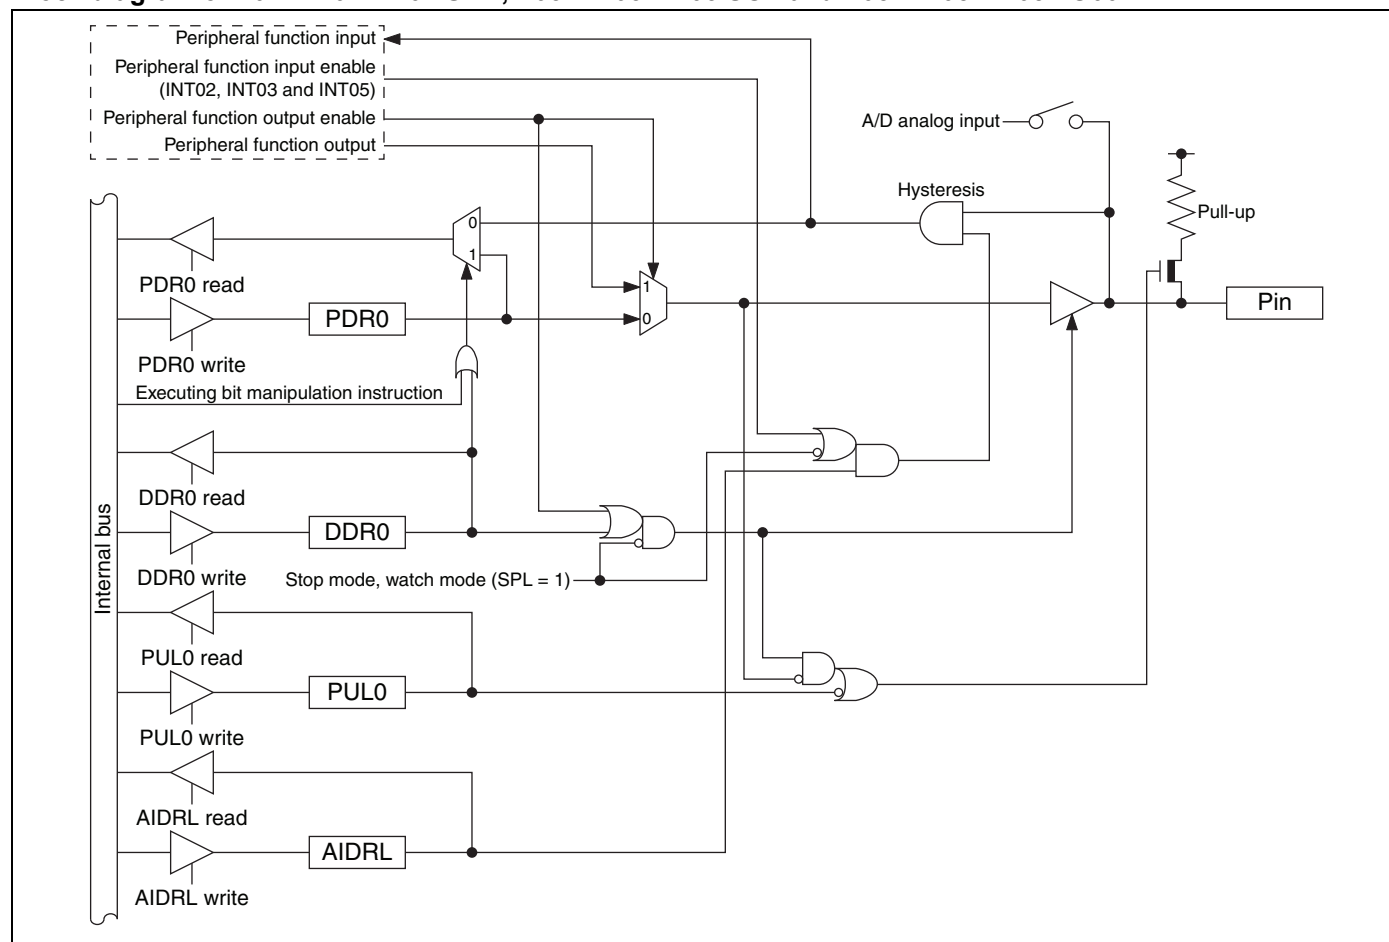 Peripheral function input
Peripheral function input enable
(INT02, INT03 and INT05)
Peripheral function output enable
Peripheral function output
A/D analog input
Hysteresis
Pull-up
0
1
PDR0 read
1
0
PDR0
Pin
PDR0 write
Executing bit manipulation instruction
DDR0 read
DDR0
DDR0 write
Stop mode, watch mode (SPL = 1)
Internal bus
PUL0 read
PUL0
PUL0 write
AIDRL read
AIDRL
AIDRL write